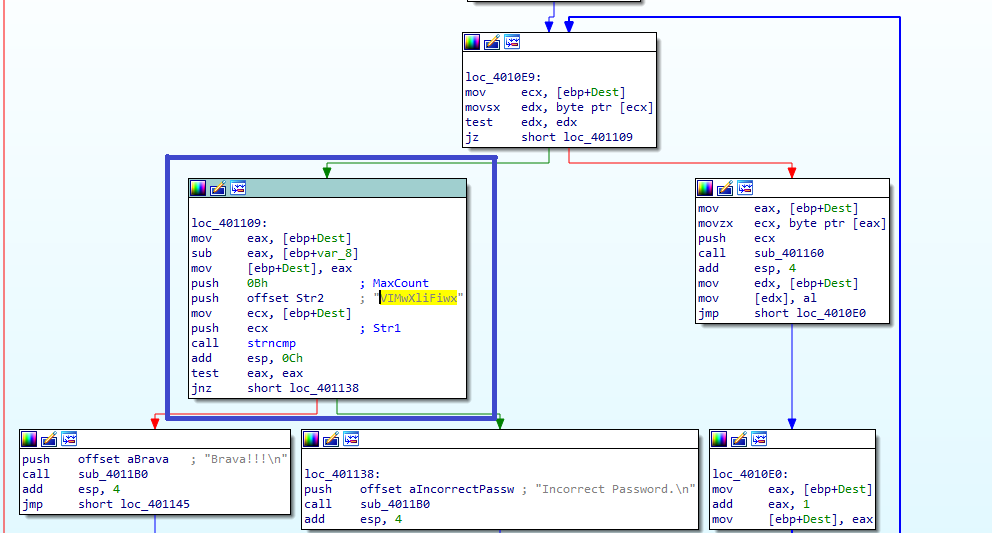 loc_4010E9:
mov ecx, [ebp+Dest]
movsx edx, byte ptr [ecx]
test edx, edx
jz short loc_401109
loc_401109:
mov eax, [ebp+Dest]
sub eax, [ebp+var_8]
mov [ebp+Dest], eax
push 0Bh ; MaxCount
push offset Str2 ; "VIMwXliFiwx"
mov ecx, [ebp+Dest]
push ecx ; Str1
call strncmp
add esp, 0Ch
test eax, eax
jnz short loc_401138
mov eax, [ebp+Dest]
movzx ecx, byte ptr [eax]
push ecx
call sub_401160
add esp, 4
mov edx, [ebp+Dest]
mov [edx], al
jmp short loc_4010E0
push offset aBrava ; "Brava!!!\n"
call sub_4011B0
add esp, 4
jmp short loc_401145
loc_401138:
push offset aIncorrectPassw ; "Incorrect Password.\n"
call sub_4011B0
add esp, 4
loc_4010E0:
mov eax, [ebp+Dest]
add eax, 1
mov [ebp+Dest], eax